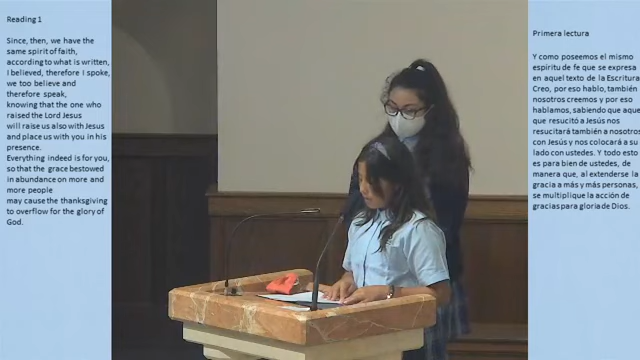 Reading 1
Since, then, we have the
same spirit of faith,
according to what is written,
I believed, therefore I spoke,
we too believe and
therefore speak,
knowing that the one who
raised the Lord Jesus
will raise us also with Jesus
and place us with you in his
presence.
Everything indeed is for you,
so that the grace bestowed
in abundance on more and
more people
may cause the thanksgiving
to overflow for the glory of
God.
Primera lectura
Y como poseemos el mismo
espíritu de fe que se expresa
en aquel texto de la Escritura
Creo, por eso hablo, también
nosotros creemos y por eso
hablamos, sabiendo que aque
que resucitó a Jesús nos
resucitará también a nosotro
con Jesús y nos colocará a su
lado con ustedes. Y todo esto
es para bien de ustedes, de
manera que, al extenderse la
gracia a más y más personas,
se multiplique la acción de
gracias para gloria de Dios.